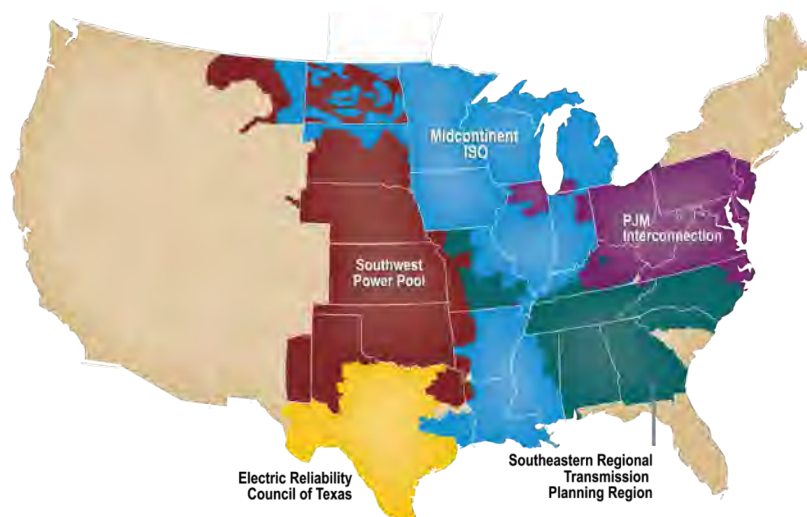 Midcontinent
ISO
PJM
Interconnection
Southwest
Power Pool
Electric Reliability
Council of Texas
Southeastern Regional
Transmission
Planning Region